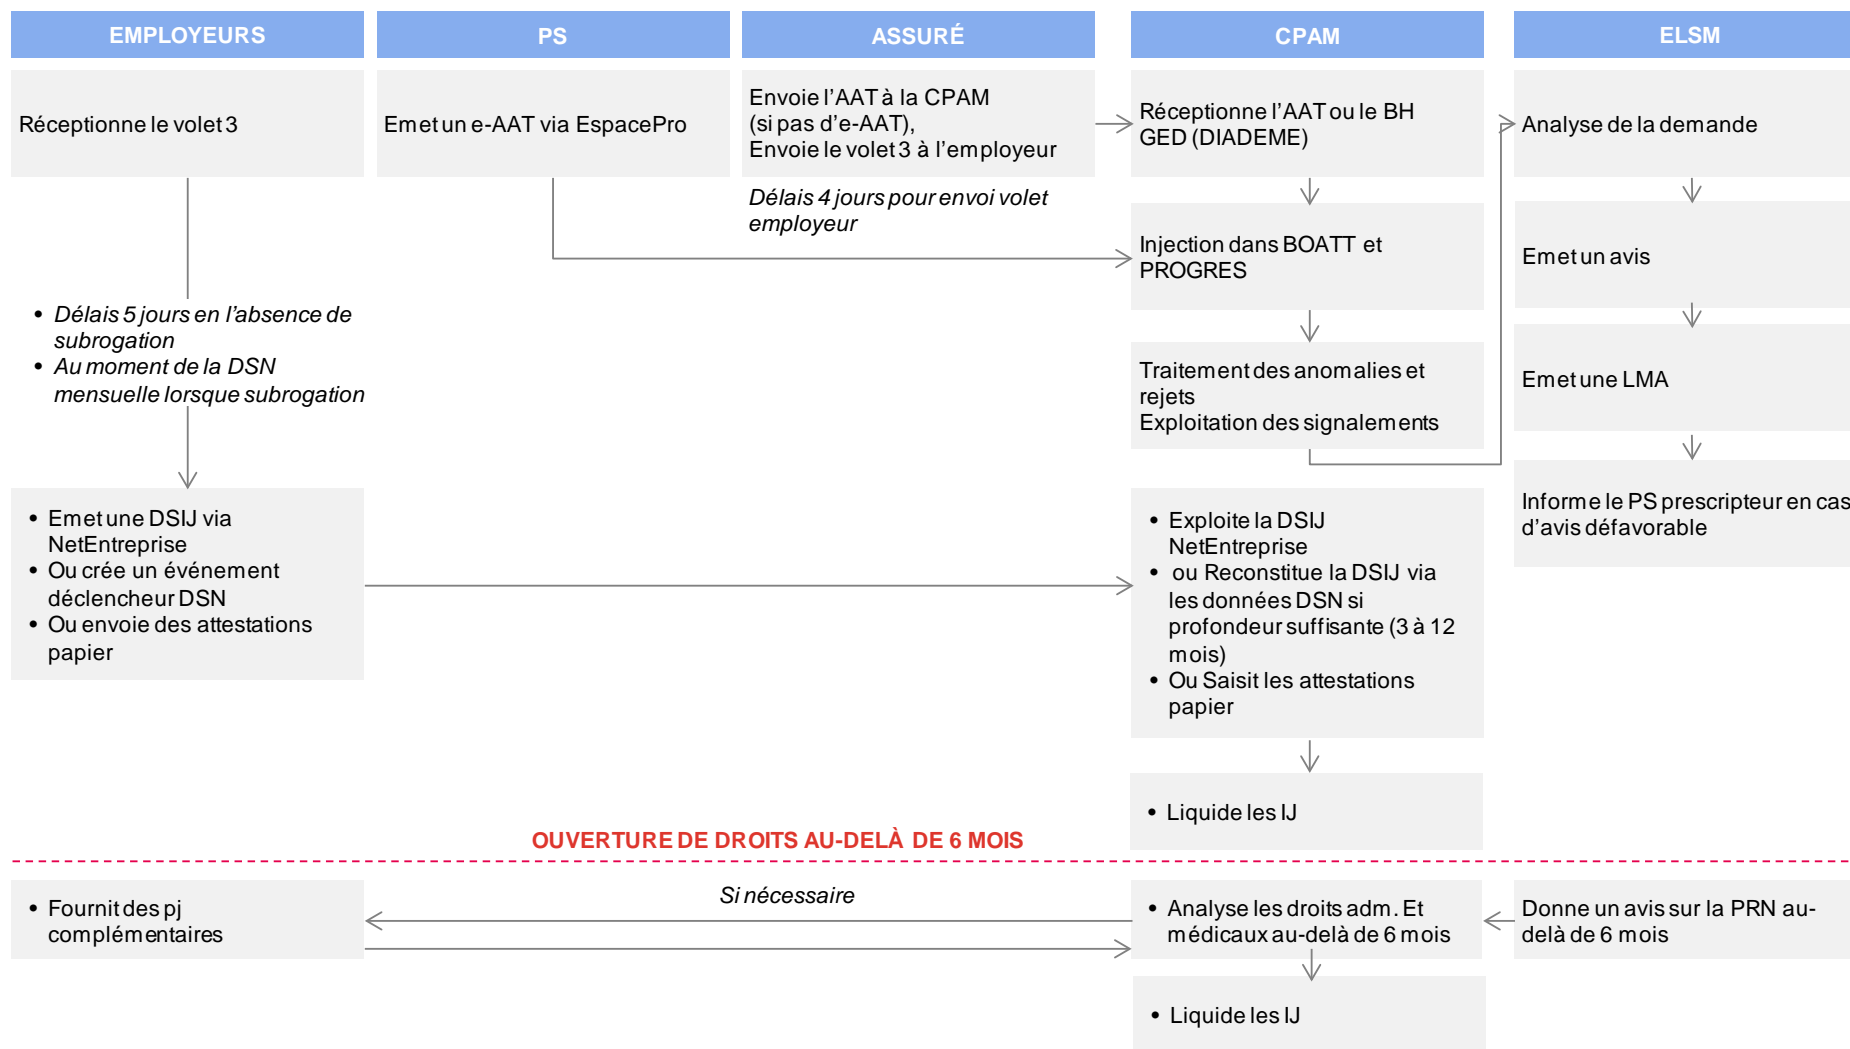 EMPLOYEURS
PS
ASSURÉ
CPAM
ELSM
Réceptionne le volet 3
Emet un e-AAT via EspacePro
Envoie l'AAT à la CPAM
(si pas d'e-AAT),
Envoie le volet 3 à l'employeur
Réceptionne l'AAT ou le BH
GED (DIADEME)
Analyse de la demande
Délais 4 jours pour envoi volet
employeur
Injection dans BOATT et
PROGRES
Emet un avis
• Délais 5 jours en l'absence de
subrogation
• Au moment de la DSN
mensuelle lorsque subrogation
Traitement des anomalies et
rejets
Exploitation des signalements
Emet une LMA
• Emet une DSIJ via
NetEntreprise
• Ou crée un événement
déclencheur DSN
• Ou envoie des attestations
papier
• Exploite la DSIJ
NetEntreprise
• ou Reconstitue la DSIJ via
les données DSN si
profondeur suffisante (3 à 12
mois)
• Ou Saisit les attestations
papier
Informe le PS prescripteur en cas
d'avis défavorable
• Liquide les IJ
OUVERTURE DE DROITS AU-DELÀ DE 6 MOIS
• Fournit des pj
complémentaires
Si nécessaire
• Analyse les droits adm. Et
médicaux au-delà de 6 mois
Donne un avis sur la PRN au-
delà de 6 mois
• Liquide les IJ